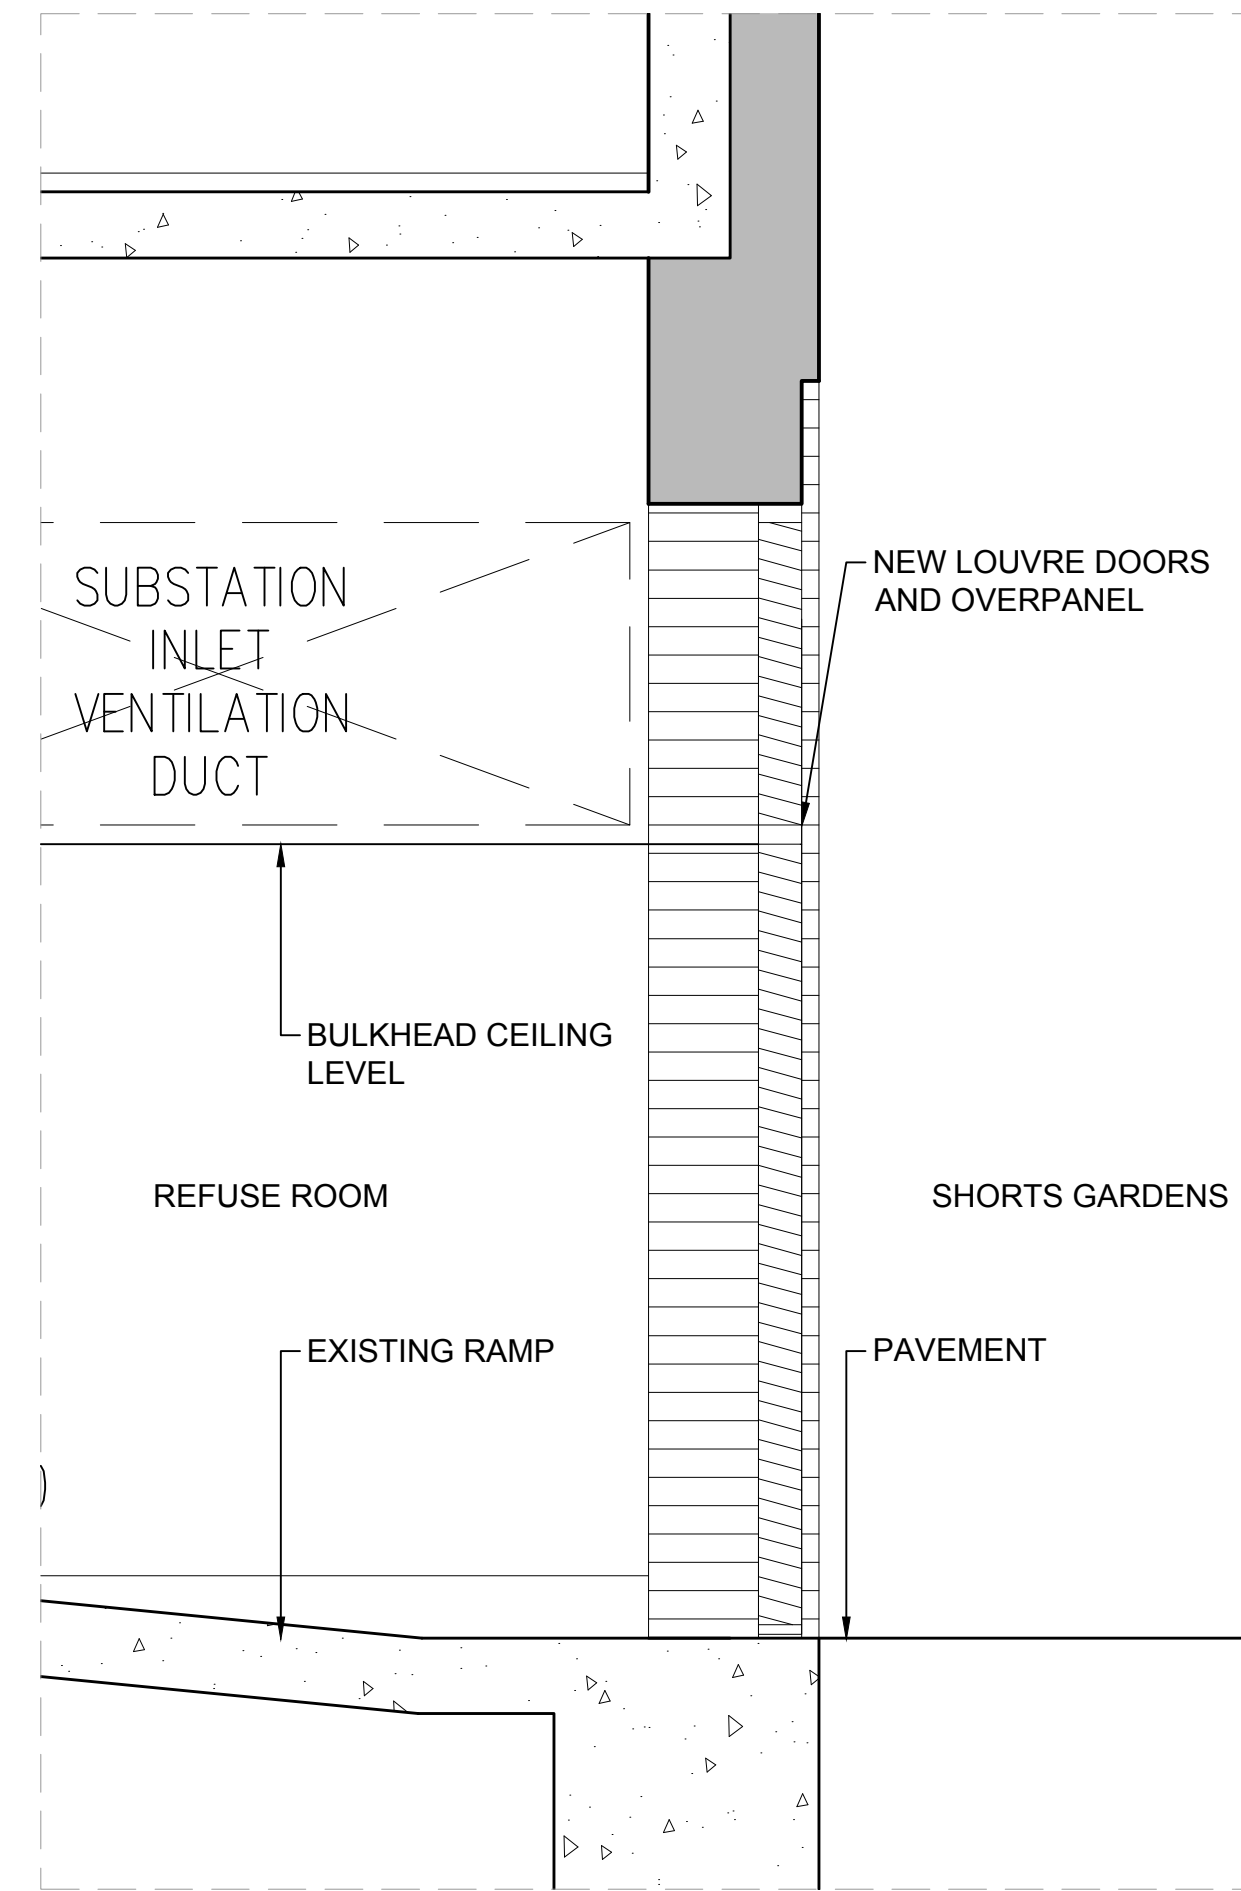 SUBSTATION
INLET
VENTILATION
DUCT
NEW LOUVRE DOORS
AND OVERPANEL
BULKHEAD CEILING
LEVEL
REFUSE ROOM
SHORTS GARDENS
EXISTING RAMP
PAVEMENT